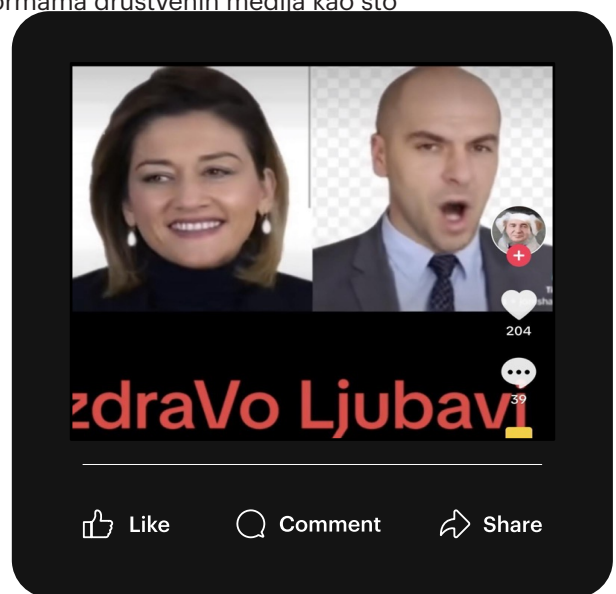 ormama društvenih medija kao što
204
39
zdraVo Ljubavi
Like
Comment
Share